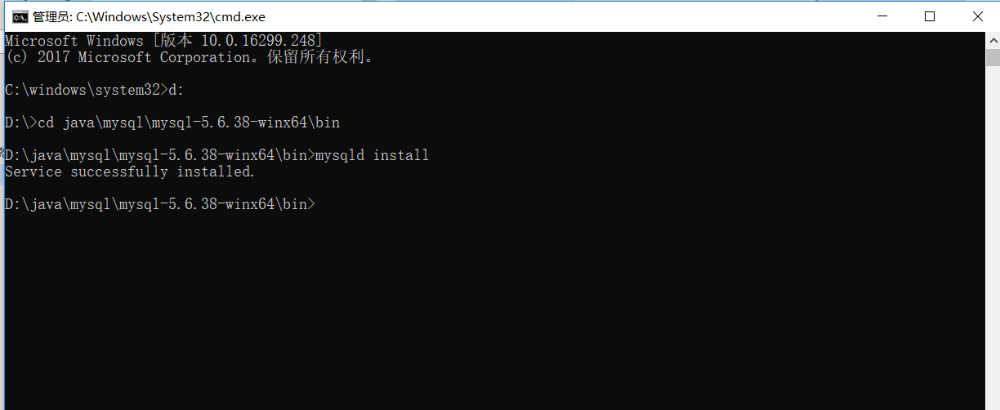 管理员: C:\Windows\System32\cmd.exe
Microsoft Windows [版本 10.0.16299.248]
(c) 2017 Microsoft Corporation。保留所有权利。
C:\windows\system32>d:
D:\>cd java\mysql\mysql-5.6.38-winx64\bin
D:\java\mysql\mysql-5.6.38-winx64\bin>mysqld install
Service successfully installed.
D:\java\mysql\mysql-5.6.38-winx64\bin>